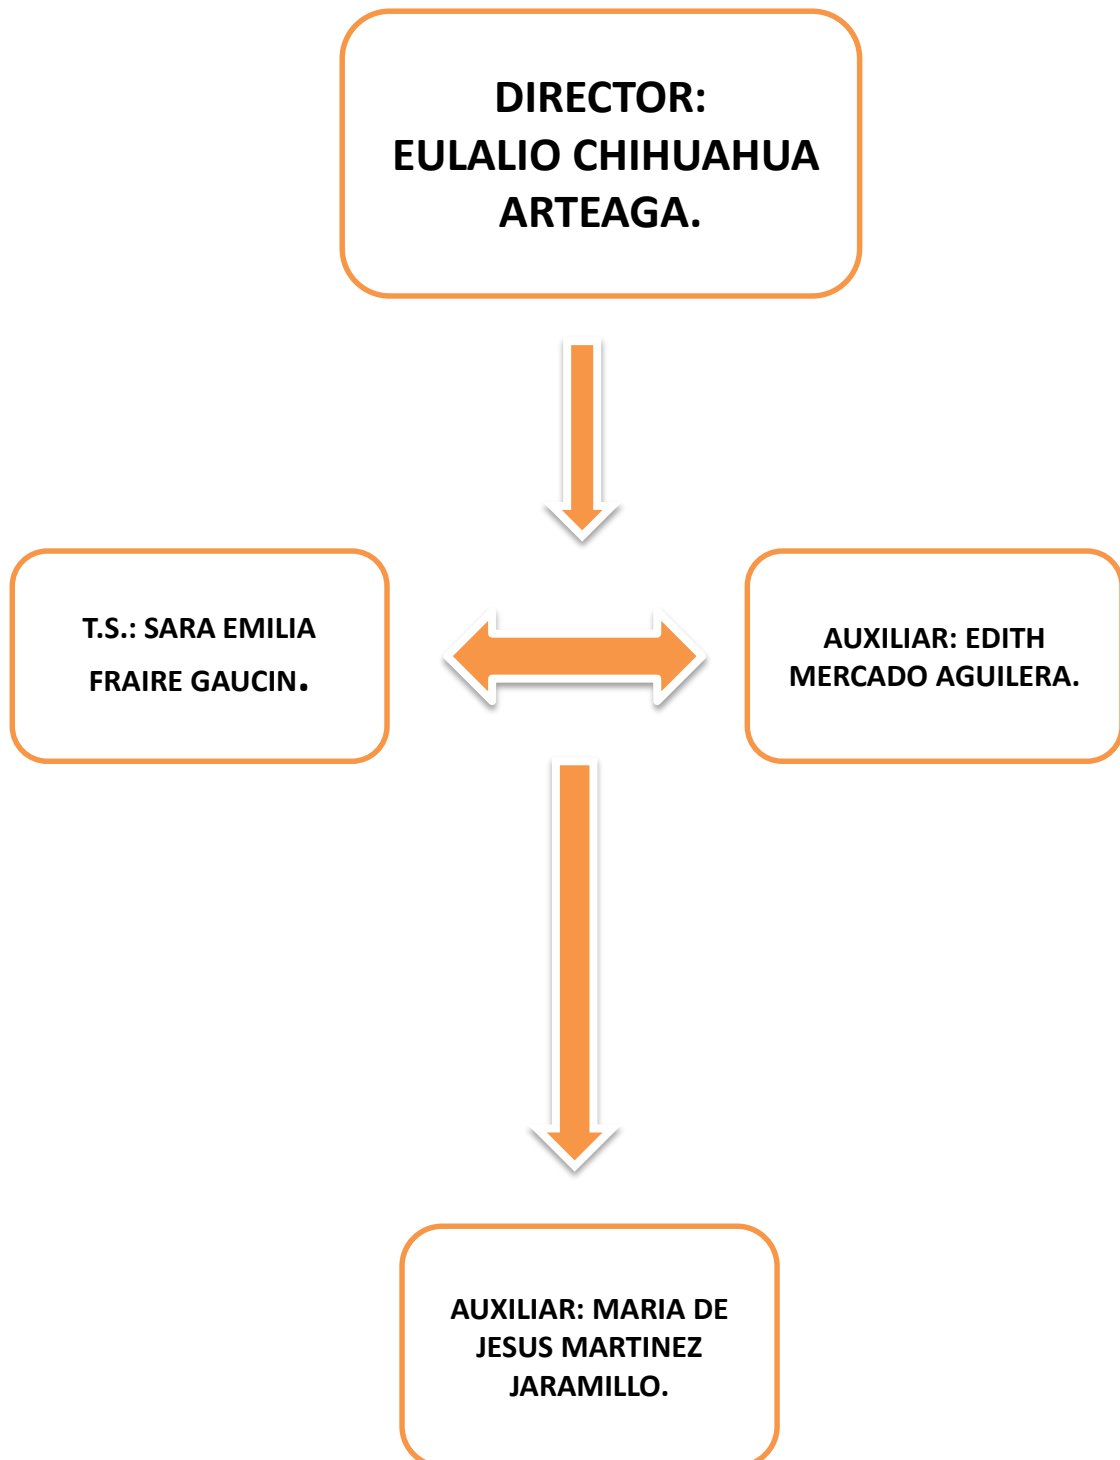 DIRECTOR:
EULALIO CHIHUAHUA
ARTEAGA.
T.S.: SARA EMILIA
FRAIRE GAUCIN.
AUXILIAR: EDITH
MERCADO AGUILERA.
AUXILIAR: MARIA DE
JESUS MARTINEZ
JARAMILLO.